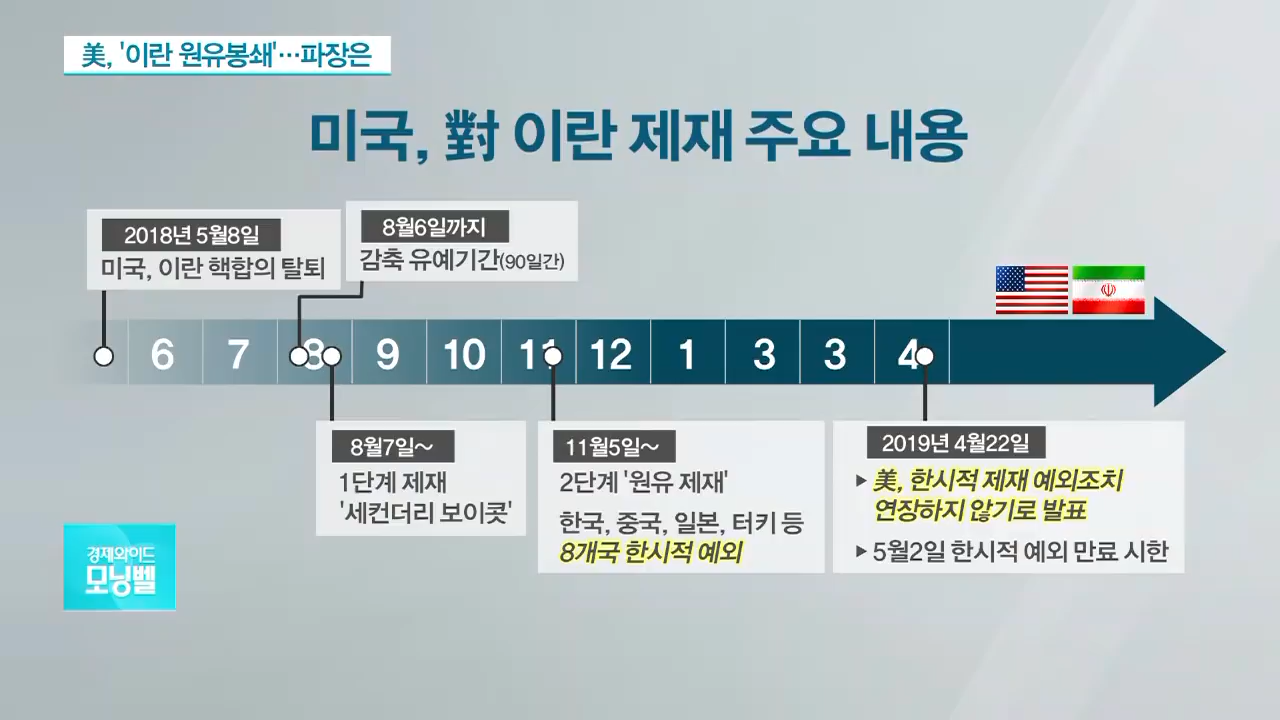 美, '이란 원유봉쇄'…파장은
미국, 對 이란 제재 주요 내용
2018년 5월8일
미국, 이란 핵합의 탈퇴
8월6일까지
감축 유예기간(90일간)
6 7 8 9 10 11 12 1 3 3 4
8월7일~
1단계 제재
'세컨더리 보이콧'
11월5일~
2단계 '원유 제재'
한국, 중국, 일본, 터키 등
8개국 한시적 예외
2019년 4월22일
▶ 美, 한시적 제재 예외조치
연장하지 않기로 발표
▶ 5월2일 한시적 예외 만료 시한
경제와이드
모닝벨